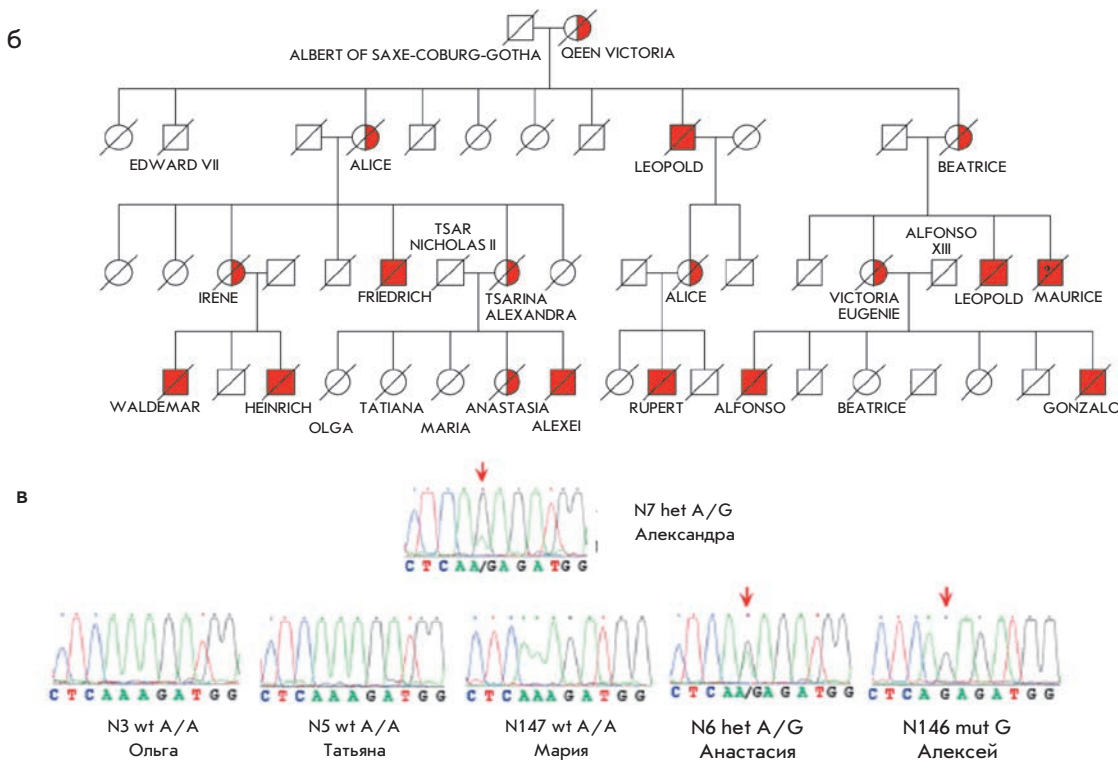 б
ALBERT OF SAXE-COBURG-GOTHA
QEEN VICTORIA
EDWARD VII
ALICE
LEOPOLD
BEATRICE
TSAR
NICHOLAS II
ALFONSO
XIII
IRENE
FRIEDRICH
TSARINA
ALEXANDRA
ALICE
VICTORIA
EUGENIE
LEOPOLD
?
MAURICE
WALDEMAR
HEINRICH
OLGA
TATIANA
MARIA
ANASTASIA
ALEXEI
RUPERT
ALFONSO
BEATRICE
GONZALO
в
N7 het A/G
Александра
C T C A A/G A G A T G G
C T C A A A G A T G G
C T C A A A G A T G G
C T C A A A G A T G G
C T C A A/G A G A T G G
C T C A G A G A T G G
N3 wt A/A
Ольга
N5 wt A/A
Татьяна
N147 wt A/A
Мария
N6 het A/G
Анастасия
N146 mut G
Алексей